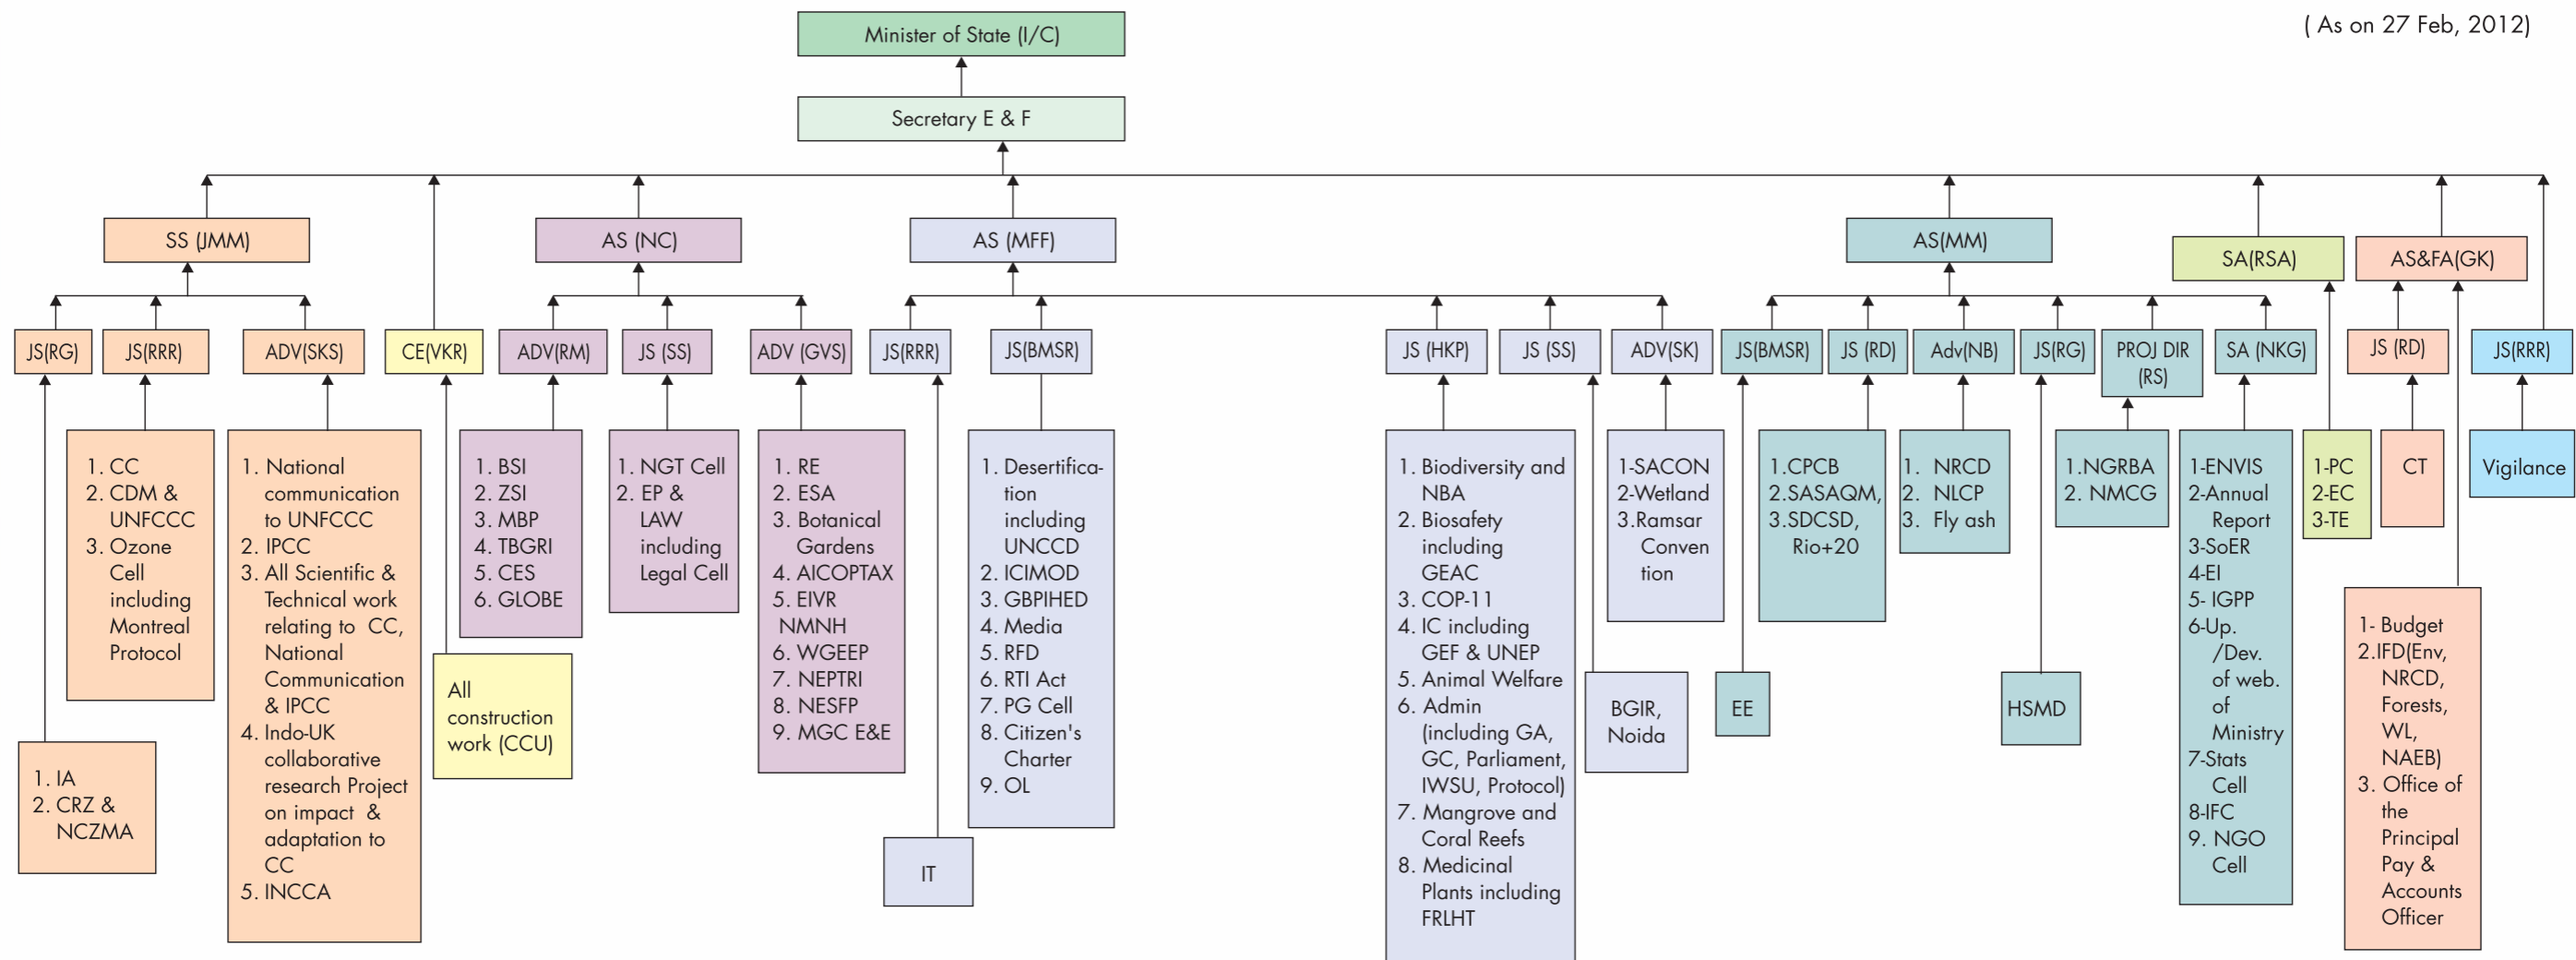 ( As on 27 Feb, 2012)
Minister of State (I/C)
Secretary E & F
SS (JMM)
AS (NC)
AS (MFF)
AS(MM)
SA(RSA)
AS&FA(GK)
JS(RG)
JS(RRR)
ADV(SKS)
CE(VKR)
ADV(RM)
JS (SS)
ADV (GVS)
JS(RRR)
JS(BMSR)
JS (HKP)
JS (SS)
ADV(SK)
JS(BMSR)
JS (RD)
Adv(NB)
JS(RG)
PROJ DIR
(RS)
SA (NKG)
JS (RD)
JS(RRR)
1. IA
2. CRZ &
NCZMA
1. CC
2. CDM &
UNFCCC
3. Ozone
Cell
including
Montreal
Protocol
1. National
communication
to UNFCCC
2. IPCC
3. All Scientific &
Technical work
relating to CC,
National
Communication
& IPCC
4. Indo-UK
collaborative
research Project
on impact &
adaptation to
CC
5. INCCA
All
construction
work (CCU)
1. BSI
2. ZSI
3. MBP
4. TBGRI
5. CES
6. GLOBE
1. NGT Cell
2. EP &
LAW
including
Legal Cell
1. RE
2. ESA
3. Botanical
Gardens
4. AICOPTAX
5. EIVR
NMNH
6. WGEEP
7. NEPTRI
8. NESFP
9. MGC E&E
IT
1. Desertifica-
tion
including
UNCCD
2. ICIMOD
3. GBPIHED
4. Media
5. RFD
6. RTI Act
7. PG Cell
8. Citizen's
Charter
9. OL
1. Biodiversity and
NBA
2. Biosafety
including
GEAC
3. COP-11
4. IC including
GEF & UNEP
5. Animal Welfare
6. Admin
(including GA,
GC, Parliament,
IWSU, Protocol)
7. Mangrove and
Coral Reefs
8. Medicinal
Plants including
FRLHT
BGIR,
Noida
1-SACON
2-Wetland
3.Ramsar
Conven
tion
EE
1.CPCB
2.SASAQM,
3.SDCSD,
Rio+20
1. NRCD
2. NLCP
3. Fly ash
HSMD
1.NGRBA
2. NMCG
1-ENVIS
2-Annual
Report
3-SoER
4-EI
5- IGPP
6-Up.
/Dev.
of web.
of
Ministry
7-Stats
Cell
8-IFC
9. NGO
Cell
1-PC
2-EC
3-TE
CT
1- Budget
2.IFD(Env,
NRCD,
Forests,
WL,
NAEB)
3. Office of
the
Principal
Pay &
Accounts
Officer
Vigilance